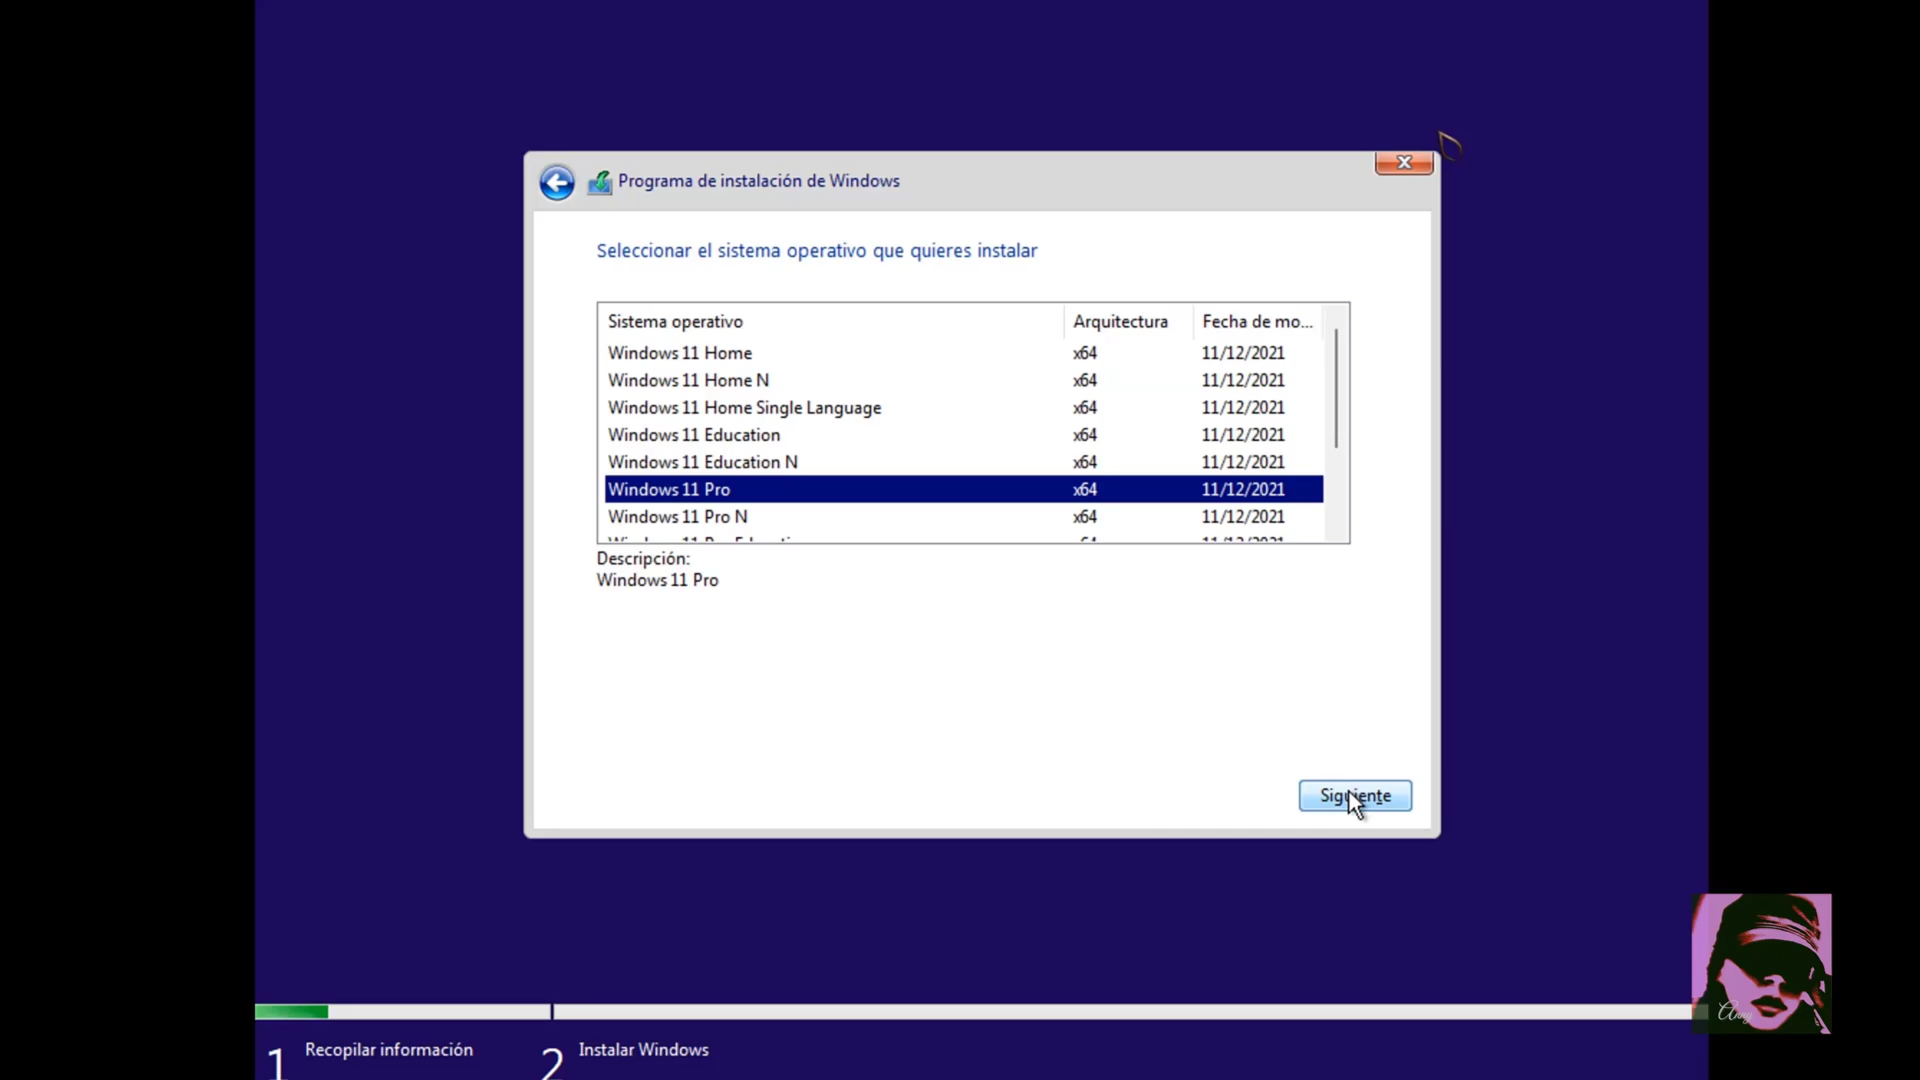 Programa de instalación de Windows
Seleccionar el sistema operativo que quieres instalar
Sistema operativo Arquitectura Fecha de mo...
Windows 11 Home x64 11/12/2021
Windows 11 Home N x64 11/12/2021
Windows 11 Home Single Language x64 11/12/2021
Windows 11 Education x64 11/12/2021
Windows 11 Education N x64 11/12/2021
Windows 11 Pro x64 11/12/2021
Windows 11 Pro N x64 11/12/2021
Descripción:
Windows 11 Pro
Siguiente
Anny
1 Recopilar información 2 Instalar Windows